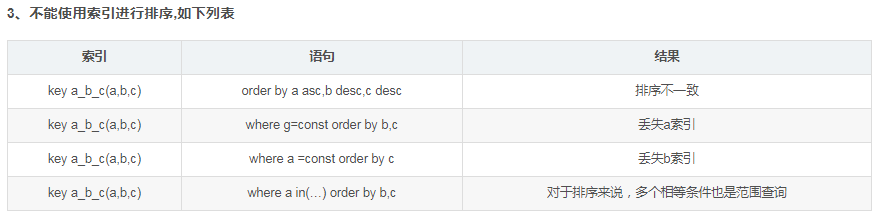 3、不能使用索引进行排序,如下列表
索引 语句 结果
key a_b_c(a,b,c) order by a asc,b desc,c desc 排序不一致
key a_b_c(a,b,c) where g=const order by b,c 丢失a索引
key a_b_c(a,b,c) where a =const order by c 丢失b索引
key a_b_c(a,b,c) where a in(…) order by b,c 对于排序来说，多个相等条件也是范围查询